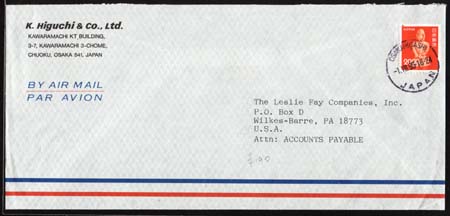 K. Higuchi & Co., Ltd.
KAWARAMACHI KT BUILDING,
3-7, KAWARAMACHI 3-CHOME,
CHUOKU, OSAKA 541, JAPAN
BY AIR MAIL
PAR AVION
JAPAN
The Leslie Fay Companies, Inc.
P.O. Box D
Wilkes-Barre, PA 18773
U.S.A.
Attn: ACCOUNTS PAYABLE